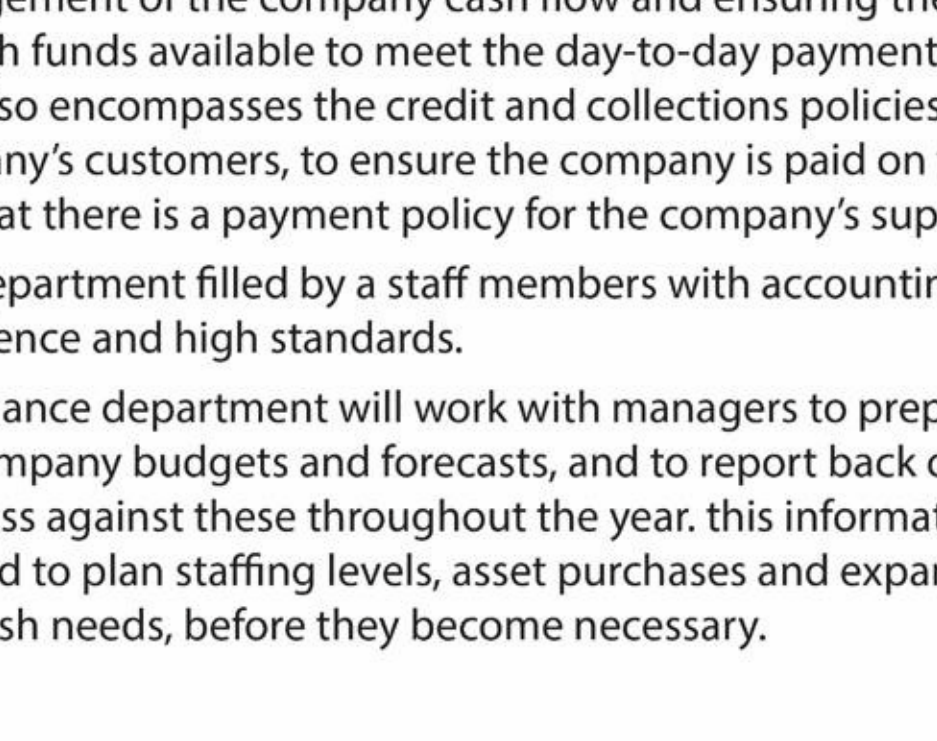 gement of the company cash flow and ensuring the
h funds available to meet the day-to-day payment
so encompasses the credit and collections policies
ny's customers, to ensure the company is paid on
at there is a payment policy for the company's sup
epartment filled by a staff members with accountin
ence and high standards.
ance department will work with managers to prep
mpany budgets and forecasts, and to report back
ss against these throughout the year. this informat
d to plan staffing levels, asset purchases and expan
sh needs, before they become necessary.